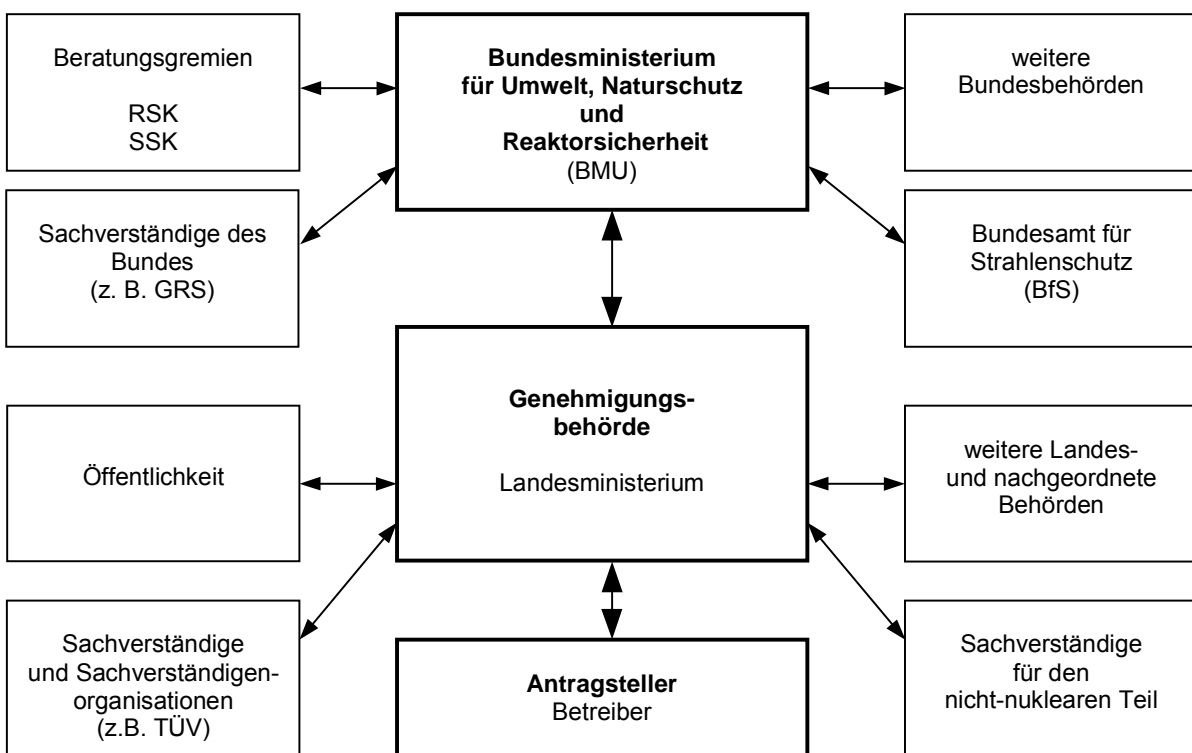 Beratungsgremien
RSK
SSK
Bundesministerium
für Umwelt, Naturschutz
und
Reaktorsicherheit
(BMU)
weitere
Bundesbehörden
Sachverständige des
Bundes
(z. B. GRS)
Bundesamt für
Strahlenschutz
(BfS)
Öffentlichkeit
Genehmigungs-
behörde
Landesministerium
weitere Landes-
und nachgeordnete
Behörden
Sachverständige
und Sachverständigen-
organisationen
(z.B. TÜV)
Antragsteller
Betreiber
Sachverständige
für den
nicht-nuklearen Teil